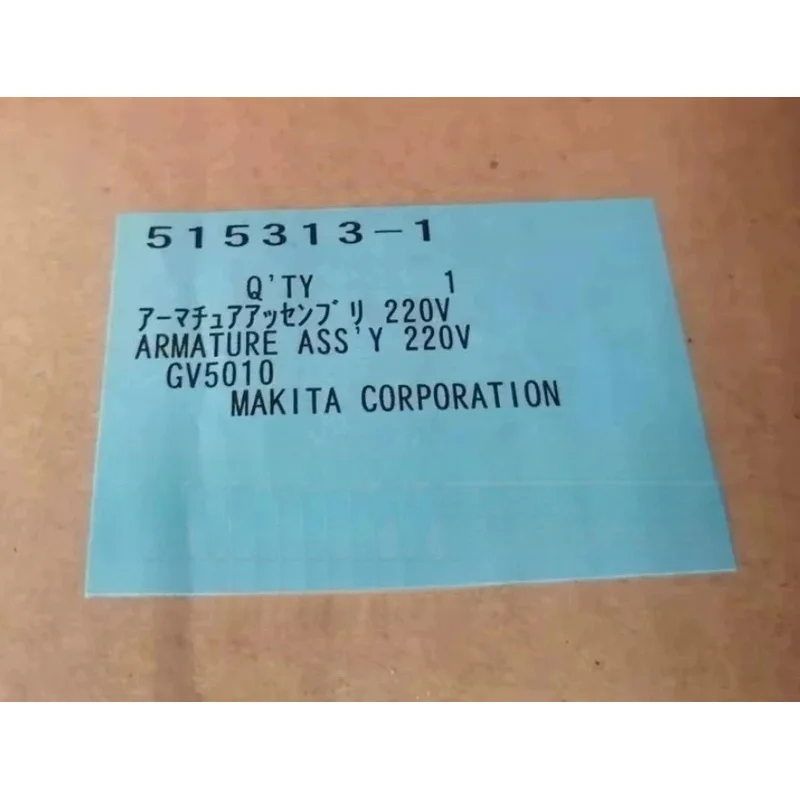 515313-1
Q'TY 1
アーマチュアアッセンブリ 220V
ARMATURE ASS'Y 220V
GV5010
MAKITA CORPORATION